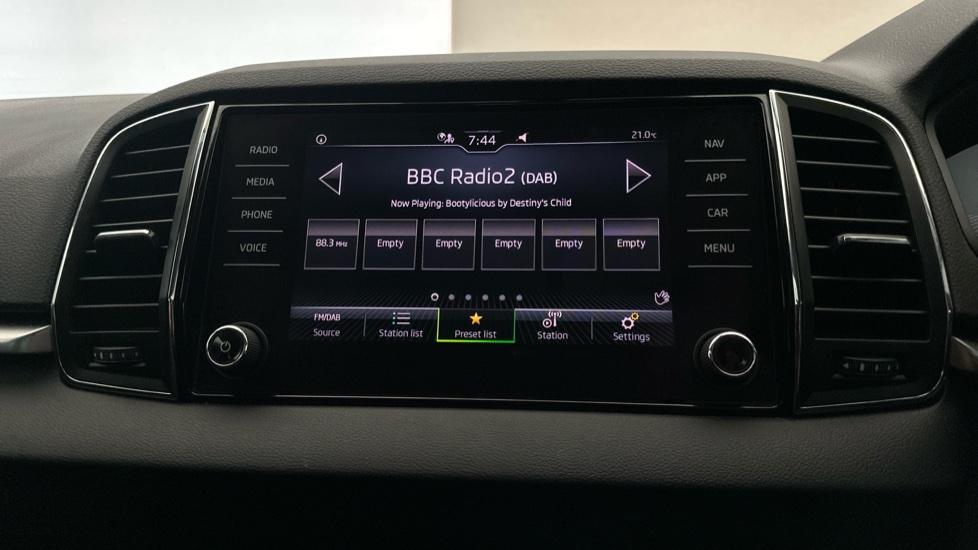 RADIO
MEDIA
PHONE
VOICE
7:44
21.0°C
BBC Radio2 (DAB)
Now Playing: Bootylicious by Destiny's Child
88.3 MHz
Empty
Empty
Empty
Empty
Empty
FM/DAB
Source
Station list
Preset list
Station
Settings
NAV
APP
CAR
MENU